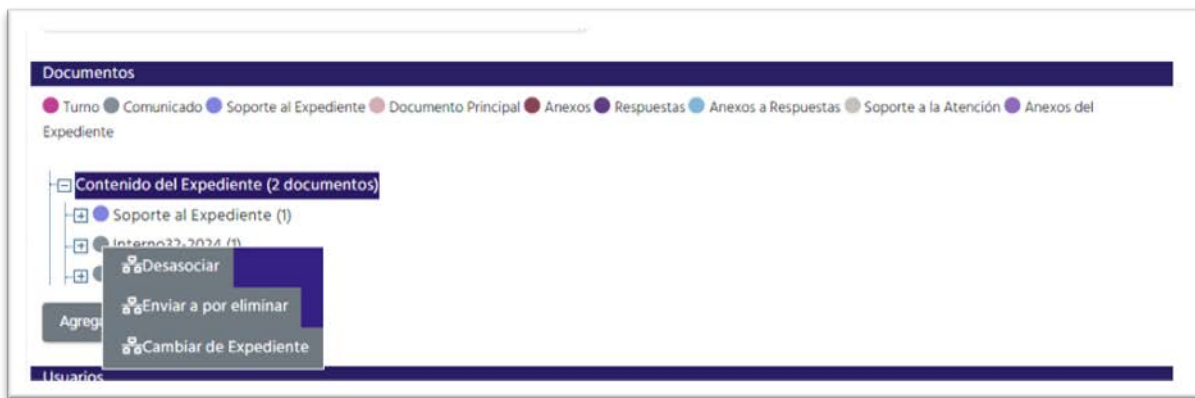 Documentos
Turno Comunicado Soporte al Expediente Documento Principal Anexos Respuestas Anexos a Respuestas Soporte a la Atención Anexos del
Expediente
Contenido del Expediente (2 documentos)
Soporte al Expediente (1)
Interno32-2024 (1)
Desasociar
Enviar a por eliminar
Cambiar de Expediente
Usuarios